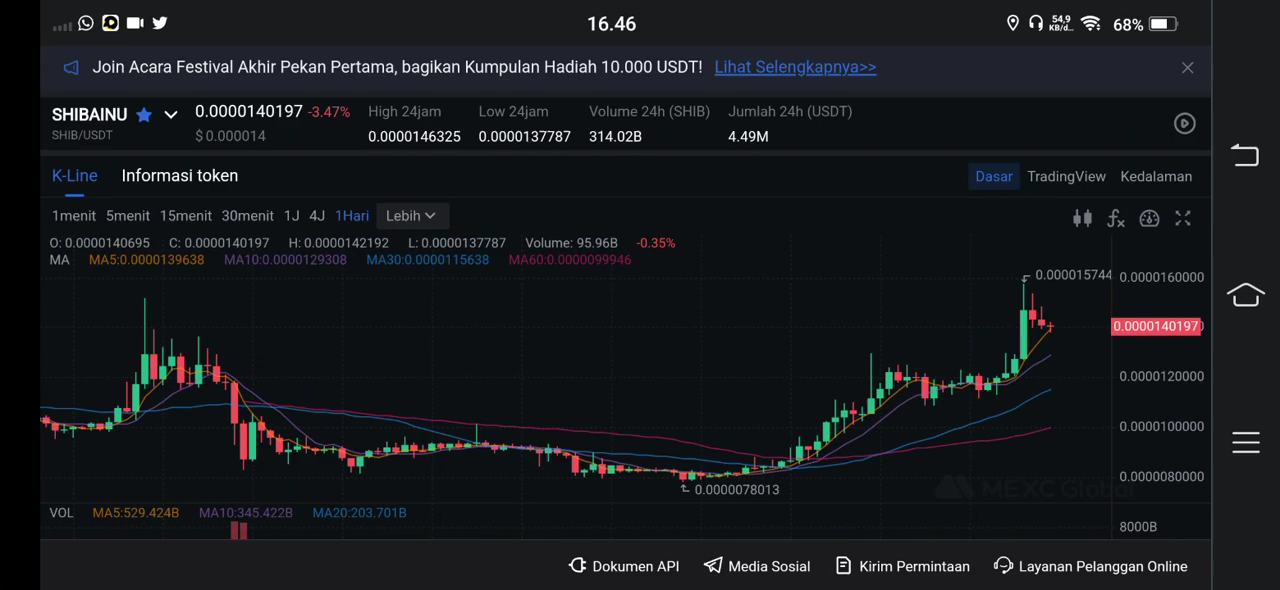 16.46
54,9
KB/d...
68%
Join Acara Festival Akhir Pekan Pertama, bagikan Kumpulan Hadiah 10.000 USDT! Lihat Selengkapnya>>
SHIBAINU 0.0000140197 -3.47% High 24jam Low 24jam Volume 24h (SHIB) Jumlah 24h (USDT)
SHIB/USDT $ 0.000014 0.0000146325 0.0000137787 314.02B 4.49M
K-Line Informasi token Dasar TradingView Kedalaman
1menit 5menit 15menit 30menit 1J 4J 1Hari Lebih
O: 0.0000140695 C: 0.0000140197 H: 0.0000142192 L: 0.0000137787 Volume: 95.96B -0.35%
MA MA5:0.0000139638 MA10:0.0000129308 MA30:0.0000115638 MA60:0.0000099946
0.000015744 0.0000160000
0.0000140197
0.0000120000
0.0000100000
0.0000080000
0.0000078013
MEXC Global
VOL MA5:529.424B MA10:345.422B MA20:203.701B
8000B
Dokumen API Media Sosial Kirim Permintaan Layanan Pelanggan Online